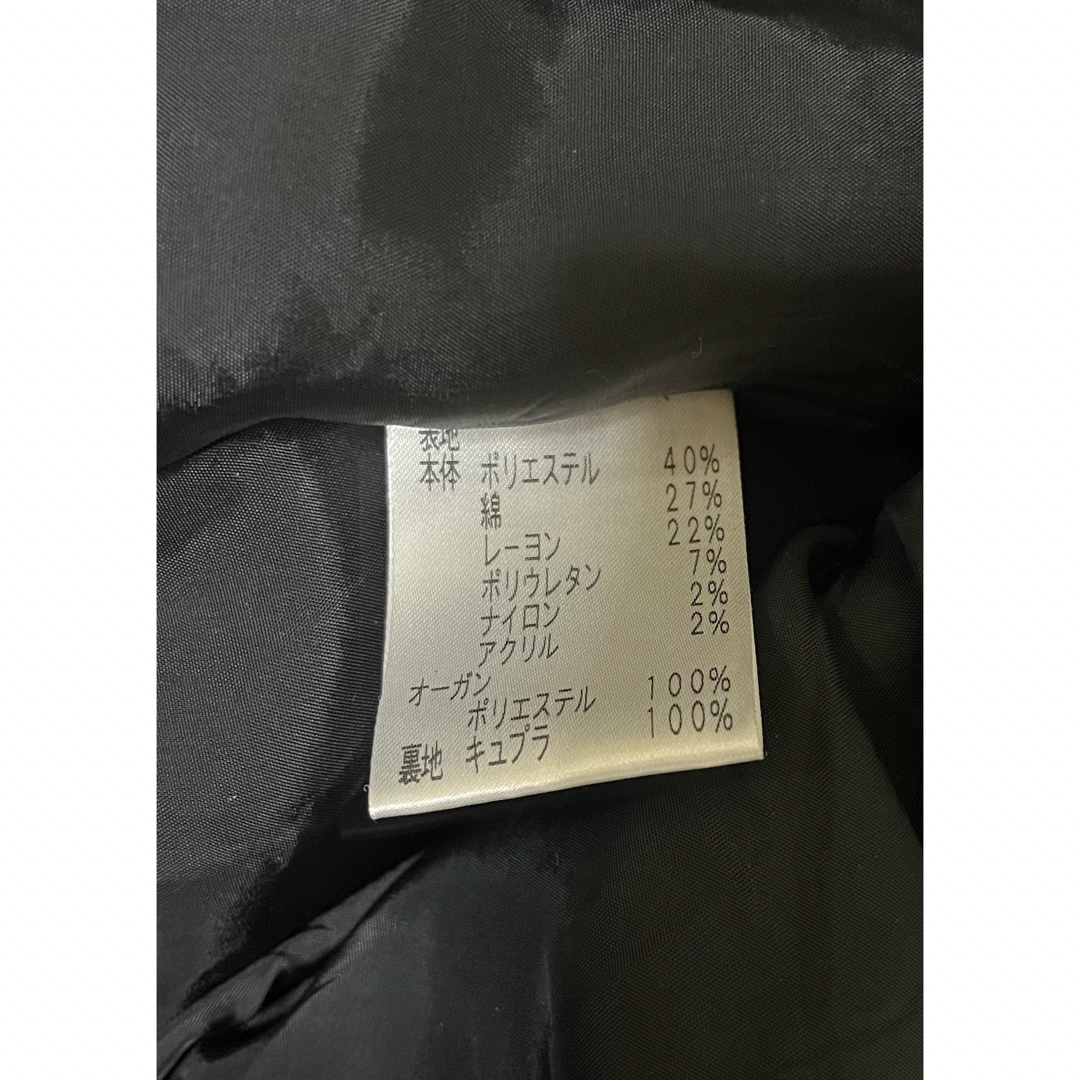 表地
本体 ポリエステル 40%
綿 27%
レーヨン 22%
ポリウレタン 7%
ナイロン 2%
アクリル 2%
オーガン
ポリエステル 100%
裏地 キュプラ 100%